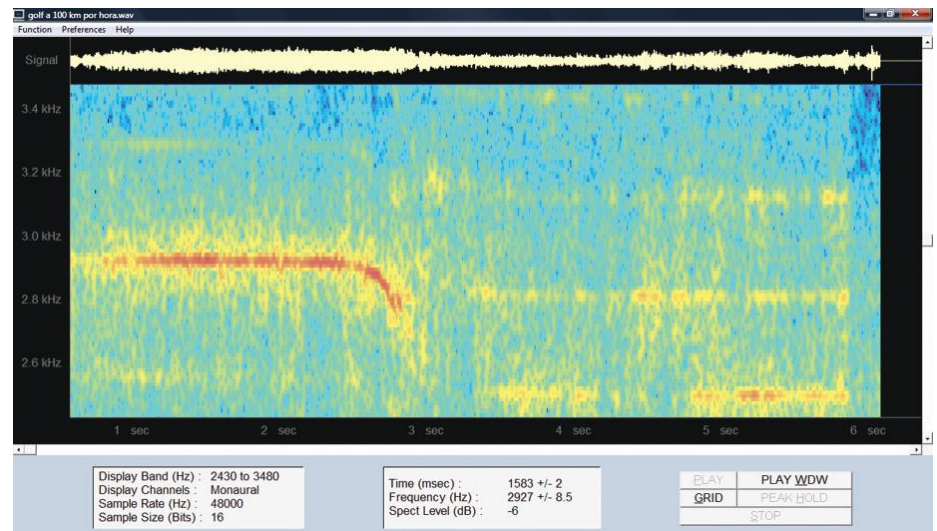 golf a 100 km por hora.wav
Function Preferences Help
Signal
3.4 kHz
3.2 kHz
3.0 kHz
2.8 kHz
2.6 kHz
1 sec 2 sec 3 sec 4 sec 5 sec 6 sec
Display Band (Hz) : 2430 to 3480
Display Channels : Monaural
Sample Rate (Hz) : 48000
Sample Size (Bits) : 16
Time (msec) : 1583 +/- 2
Frequency (Hz) : 2927 +/- 8.5
Spect Level (dB) : -6
PLAY PLAY WDW
GRID PEAK HOLD
STOP